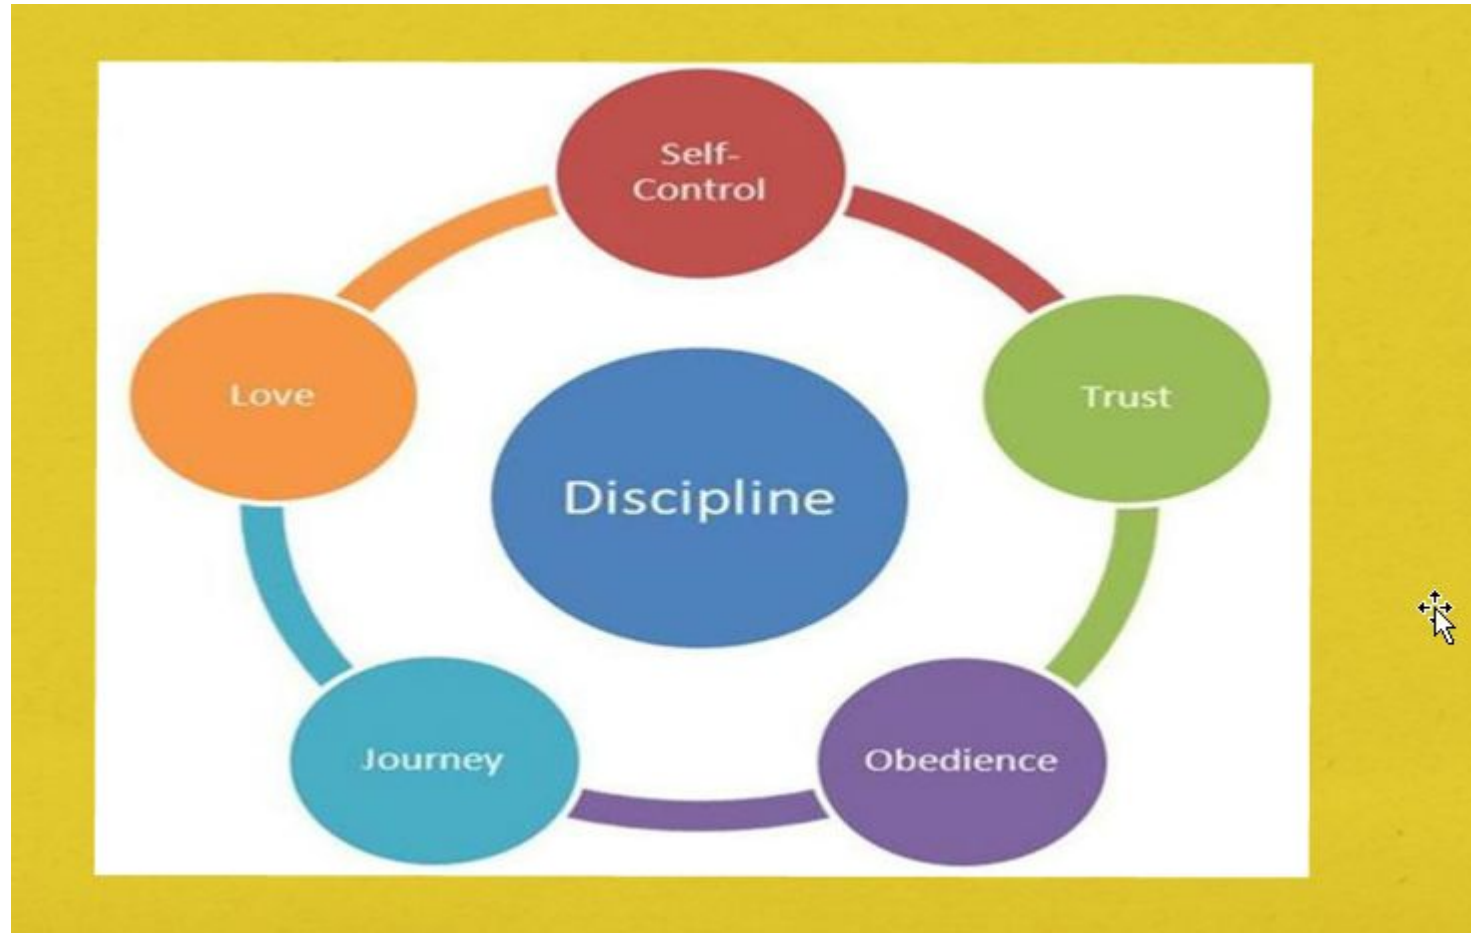 Self-
Control
Love
Trust
Discipline
Journey
Obedience